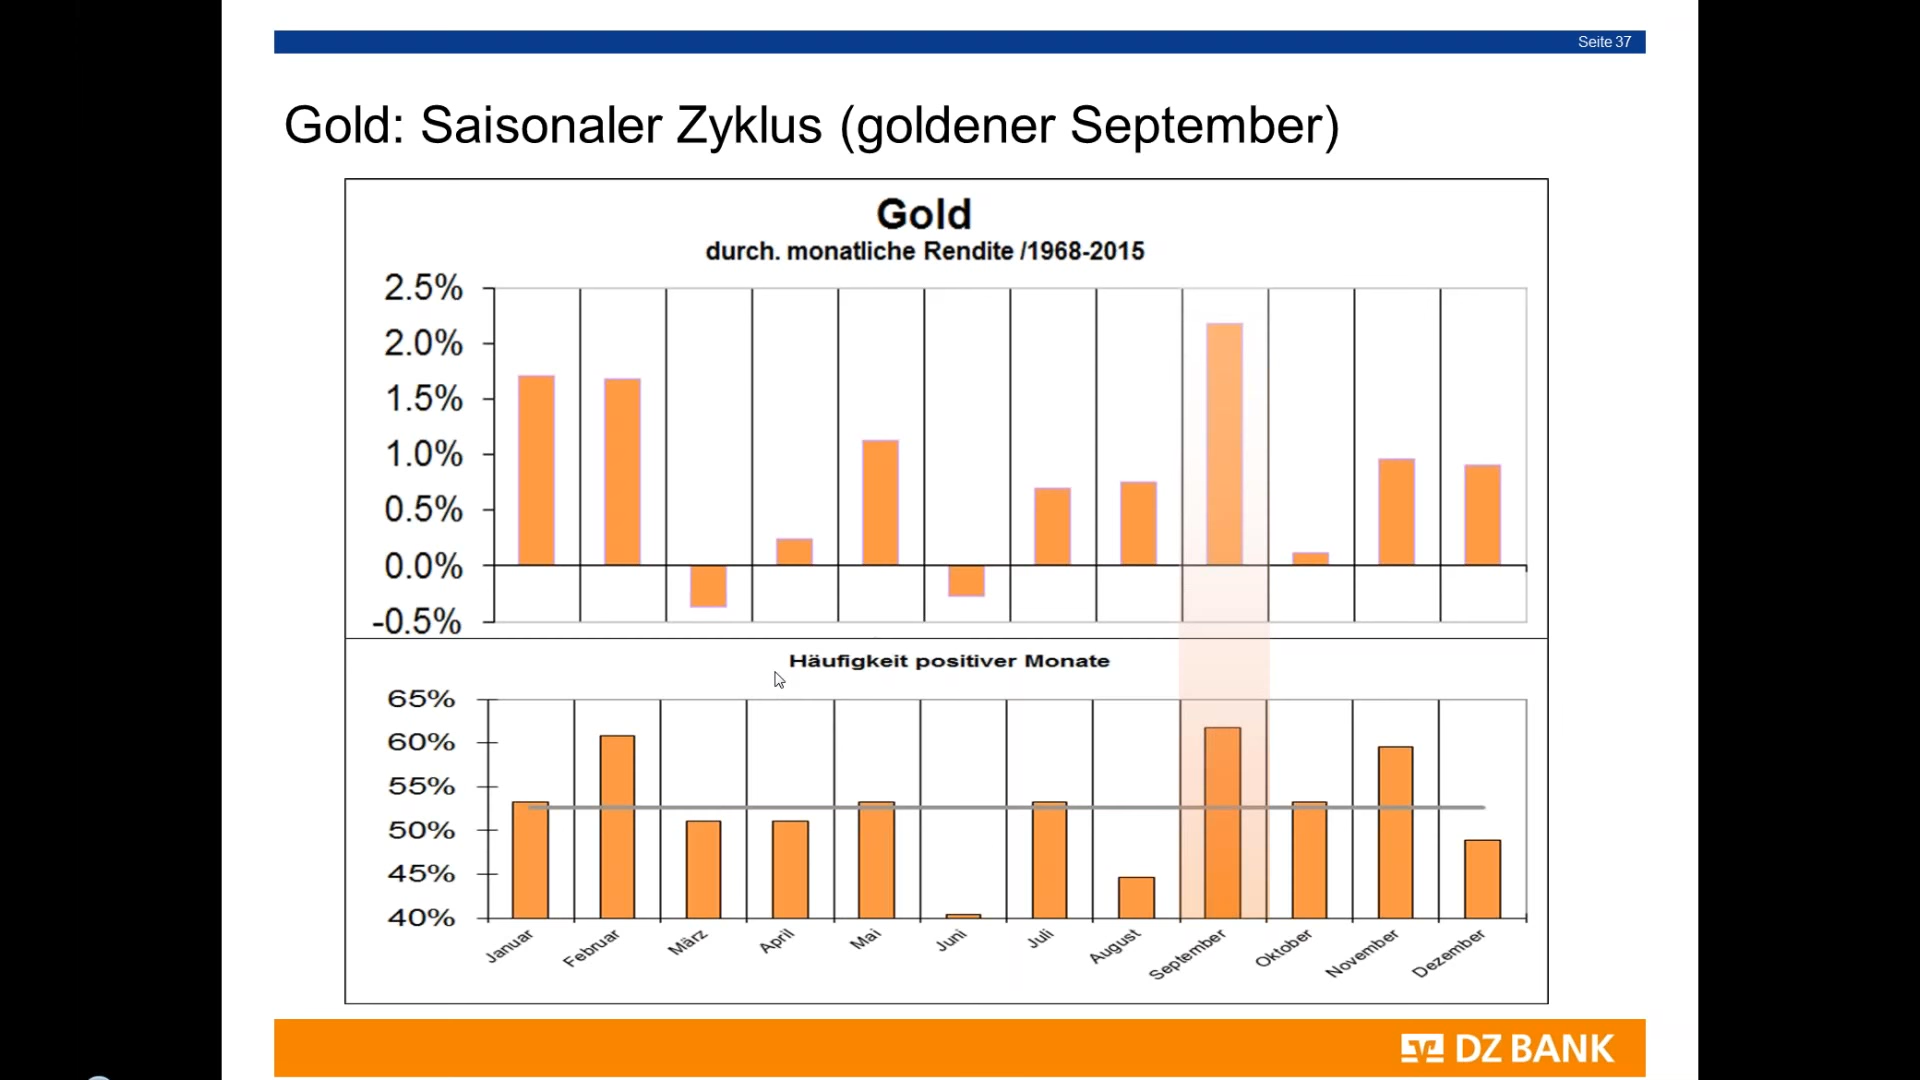 Seite 37
Gold: Saisonaler Zyklus (goldener September)
Gold
durch. monatliche Rendite /1968-2015
2.5%
2.0%
1.5%
1.0%
0.5%
0.0%
-0.5%
Häufigkeit positiver Monate
65%
60%
55%
50%
45%
40%
Januar
Februar
März
April
Mai
Juni
Juli
August
September
Oktober
November
Dezember
DZ BANK